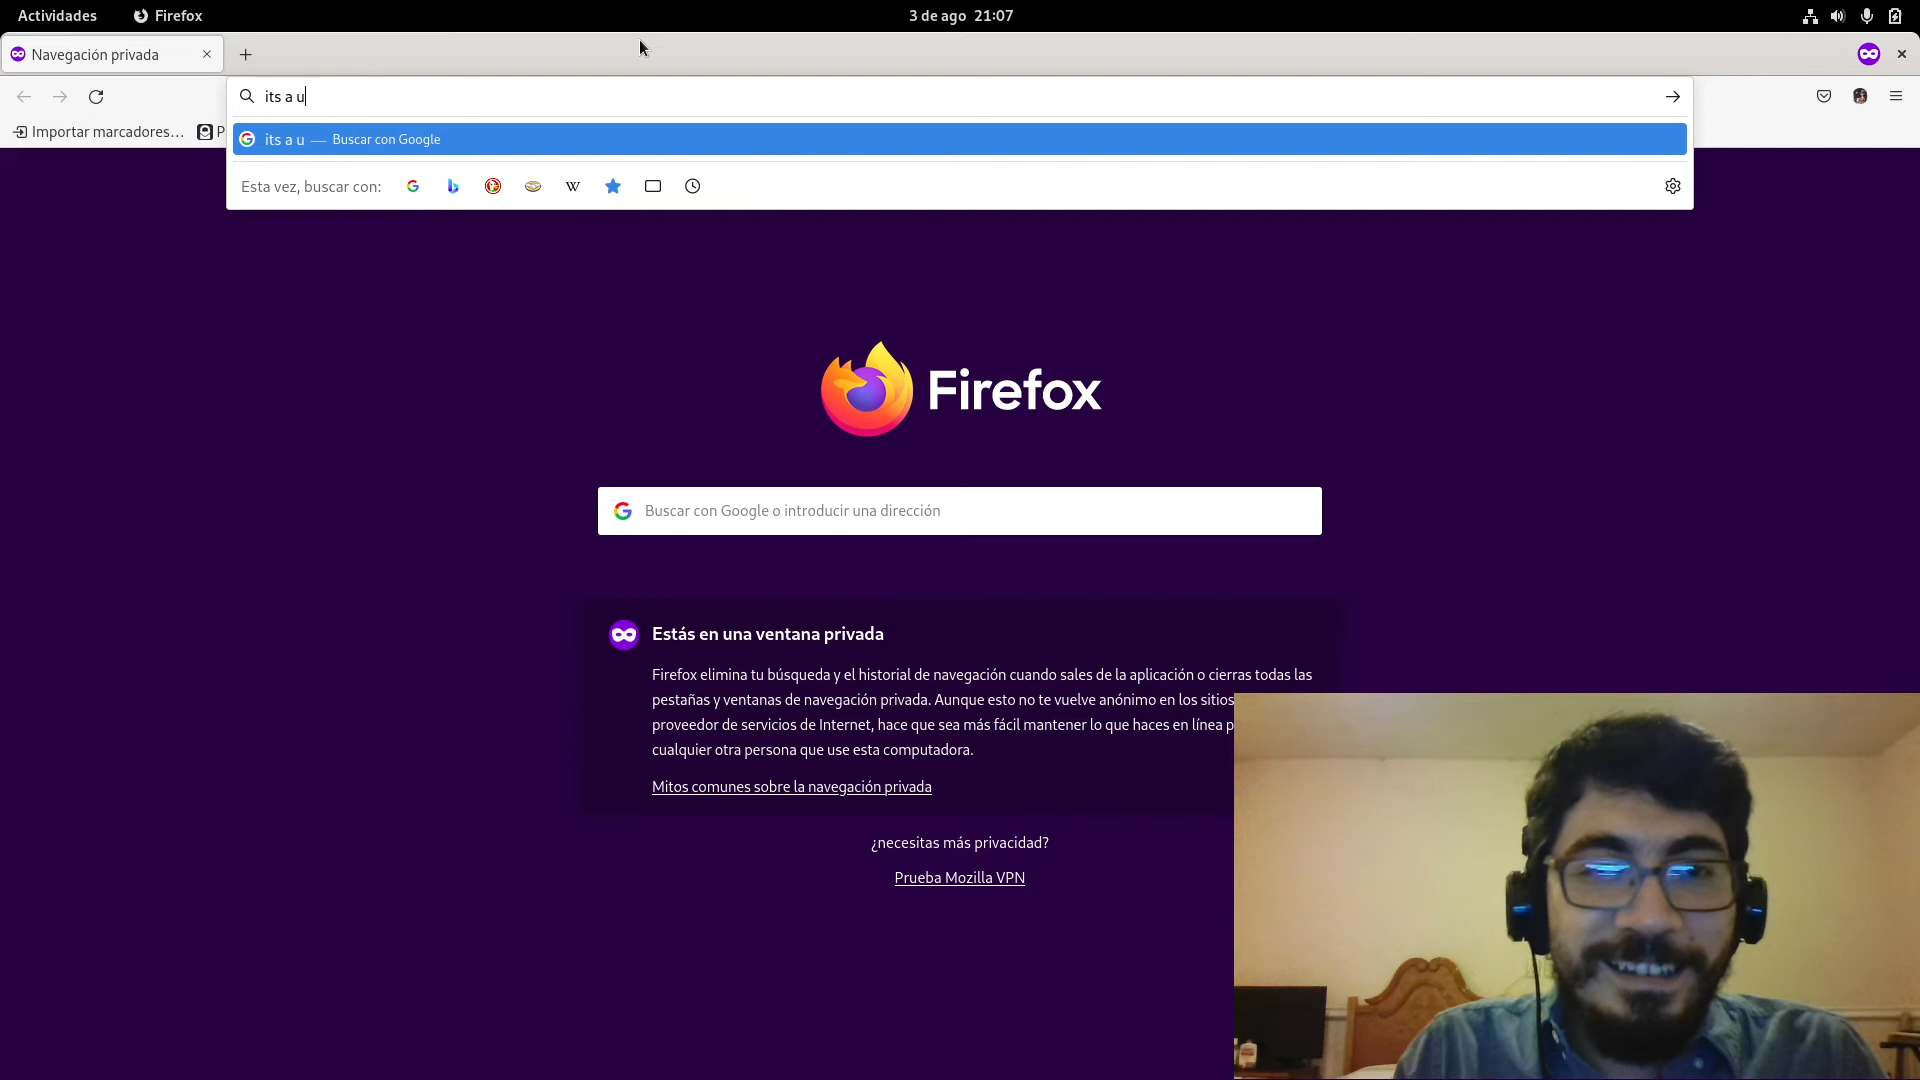 Actividades
Firefox
3 de ago 21:07
Navegación privada
its a u
Importar marcadores...
P
its a u — Buscar con Google
Esta vez, buscar con:
Firefox
Buscar con Google o introducir una dirección
Estás en una ventana privada
Firefox elimina tu búsqueda y el historial de navegación cuando sales de la aplicación o cierras todas las
pestañas y ventanas de navegación privada. Aunque esto no te vuelve anónimo en los sitios
proveedor de servicios de Internet, hace que sea más fácil mantener lo que haces en línea p
cualquier otra persona que use esta computadora.
Mitos comunes sobre la navegación privada
¿necesitas más privacidad?
Prueba Mozilla VPN